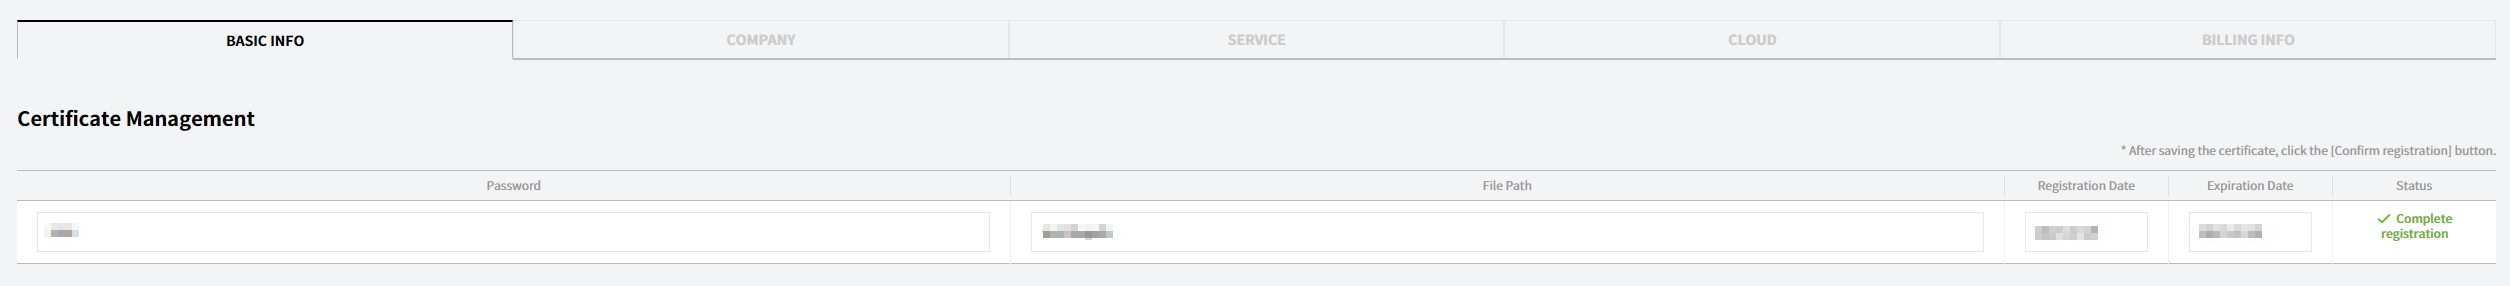 BASIC INFO COMPANY SERVICE CLOUD BILLING INFO
Certificate Management
* After saving the certificate, click the [Confirm registration] button.
Password File Path Registration Date Expiration Date Status
Complete
registration